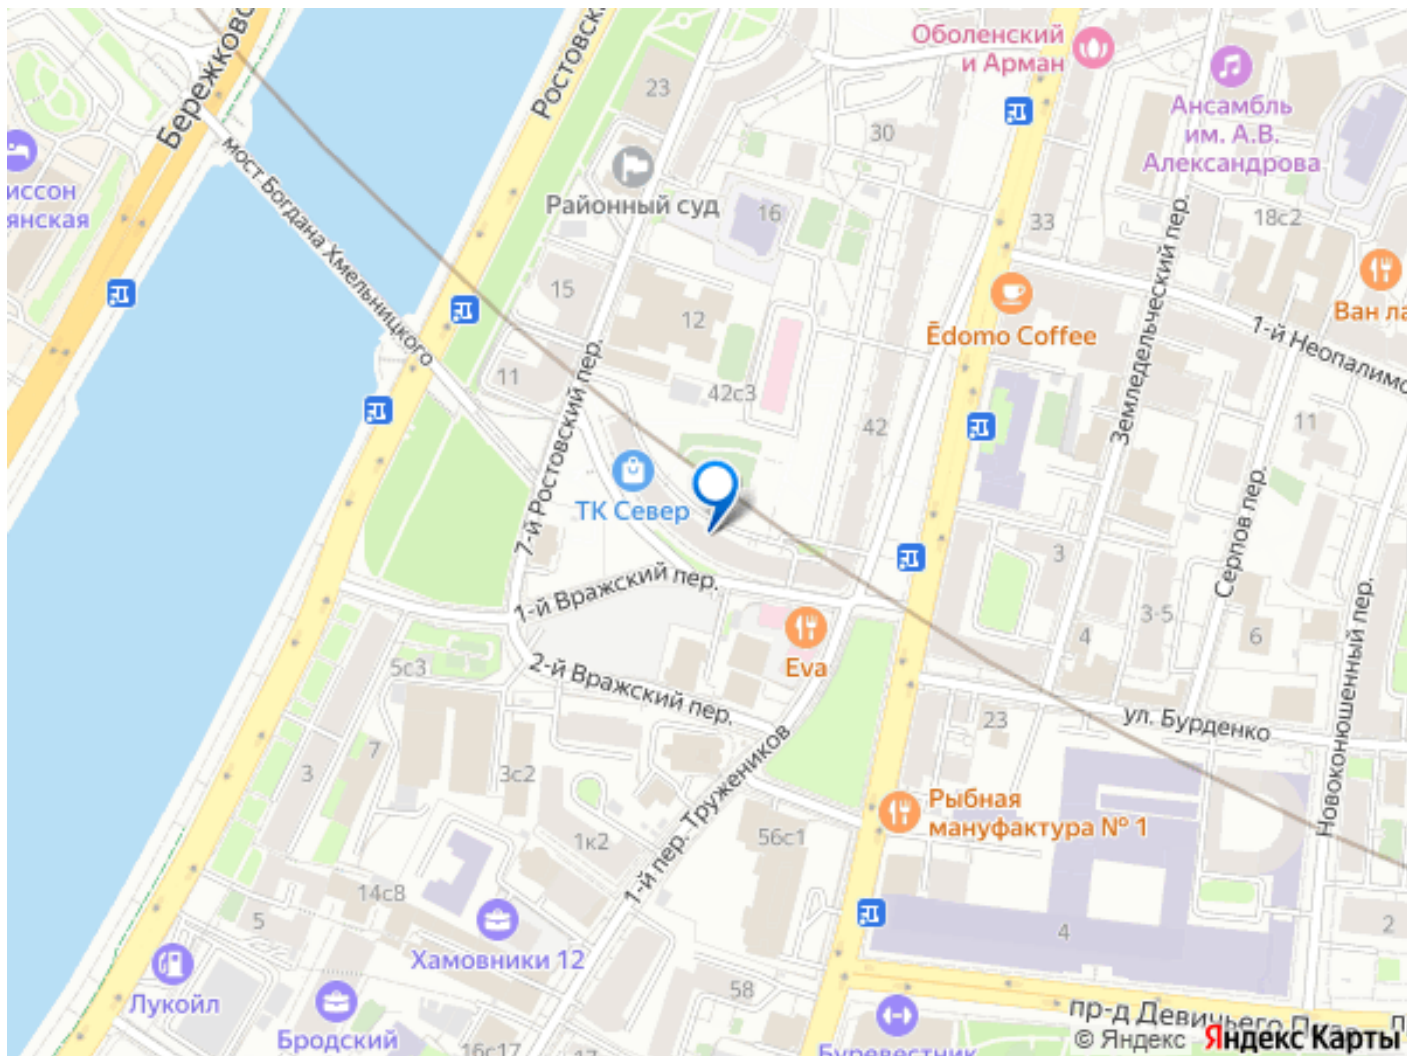 Бережково
Ростовски
Оболенский
и Арман
23
30
Ансамбль
им. А.В.
Александрова
иссон
янская
мост Богдана Хмельницкого
Районный суд
16
33
18с2
Земледельческий пер.
15
12
Ēdomo Coffee
Ван ла
1-й Неопалимо
11
42с3
42
11
7-й Ростовский пер.
ТК Север
Серпов пер.
3
1-й Вражский пер.
3-5
4
6
Новоконюшенный пер.
Eva
5с3
2-й Вражский пер.
23
ул. Бурденко
7
3
3с2
1-й пер. Тружеников
Рыбная
мануфактура № 1
1к2
56с1
14с8
5
Хамовники 12
4
2
Лукойл
58
Бродский
16с17
17
Буревестник
пр-д Девичьего П
© Яндекс Яндекс Карты